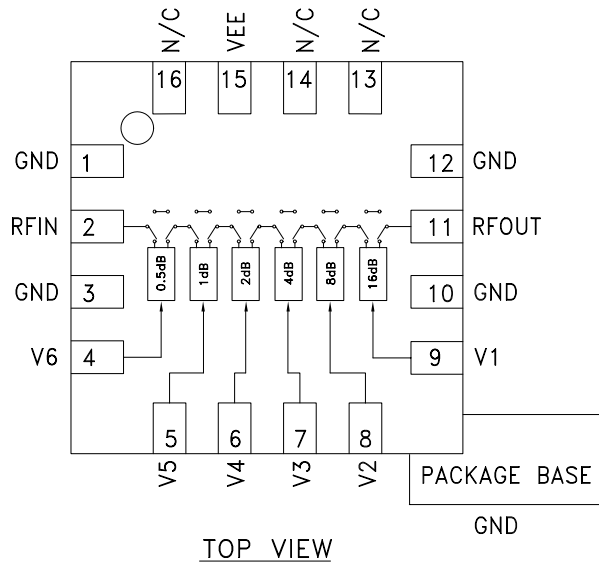 N/C VEE N/C N/C
16 15 14 13
GND 1 12 GND
RFIN 2 11 RFOUT
0.5dB 1dB 2dB 4dB 8dB 16dB
GND 3 10 GND
V6 4 9 V1
5 6 7 8
V5 V4 V3 V2
PACKAGE BASE
GND
TOP VIEW